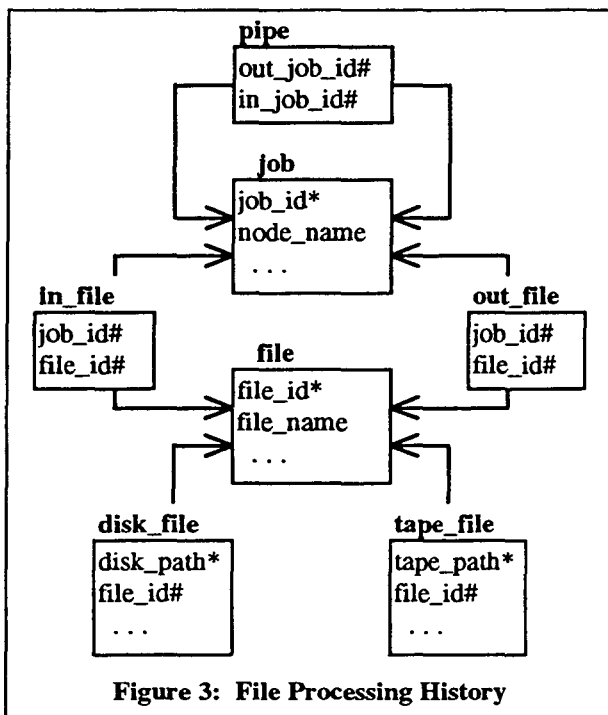 pipe
out_job_id#
in_job_id#
job
job_id*
node_name
...
in_file
job_id#
file_id#
out_file
job_id#
file_id#
file
file_id*
file_name
...
disk_file
disk_path*
file_id#
...
tape_file
tape_path*
file_id#
...
Figure 3: File Processing History